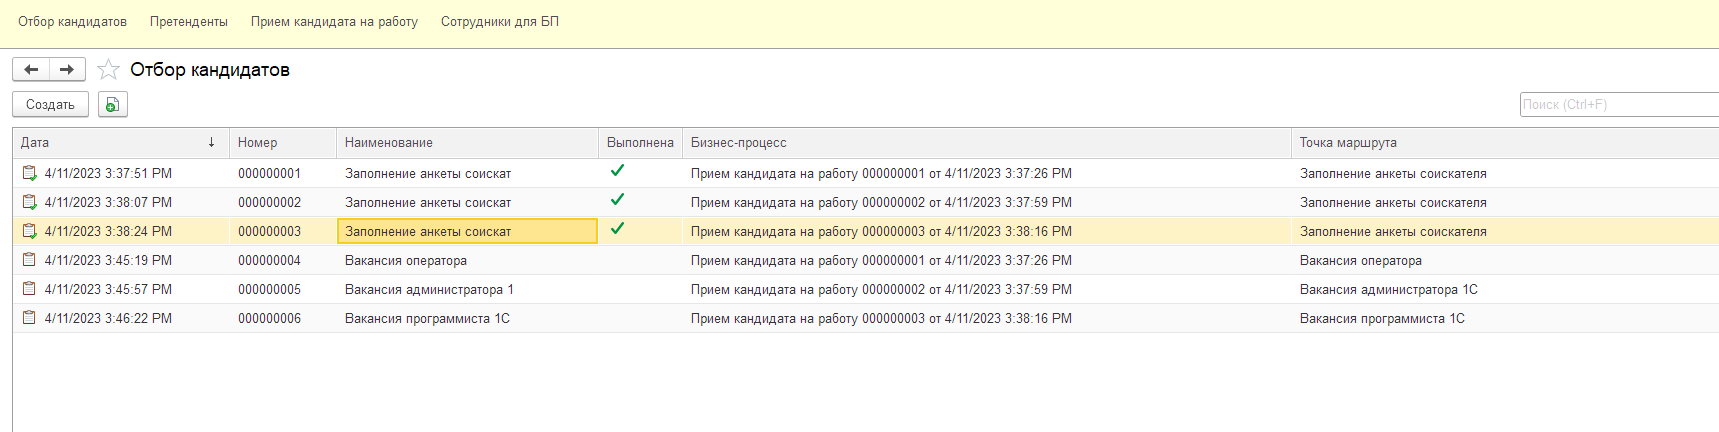 Отбор кандидатов Претенденты Прием кандидата на работу Сотрудники для БП
Отбор кандидатов
Создать Поиск (Ctrl+F)
Дата Номер Наименование Выполнена Бизнес-процесс Точка маршрута
4/11/2023 3:37:51 PM 000000001 Заполнение анкеты соискат Прием кандидата на работу 000000001 от 4/11/2023 3:37:26 PM Заполнение анкеты соискателя
4/11/2023 3:38:07 PM 000000002 Заполнение анкеты соискат Прием кандидата на работу 000000002 от 4/11/2023 3:37:59 PM Заполнение анкеты соискателя
4/11/2023 3:38:24 PM 000000003 Заполнение анкеты соискат Прием кандидата на работу 000000003 от 4/11/2023 3:38:16 PM Заполнение анкеты соискателя
4/11/2023 3:45:19 PM 000000004 Вакансия оператора Прием кандидата на работу 000000001 от 4/11/2023 3:37:26 PM Вакансия оператора
4/11/2023 3:45:57 PM 000000005 Вакансия администратора 1 Прием кандидата на работу 000000002 от 4/11/2023 3:37:59 PM Вакансия администратора 1С
4/11/2023 3:46:22 PM 000000006 Вакансия программиста 1С Прием кандидата на работу 000000003 от 4/11/2023 3:38:16 PM Вакансия программиста 1С